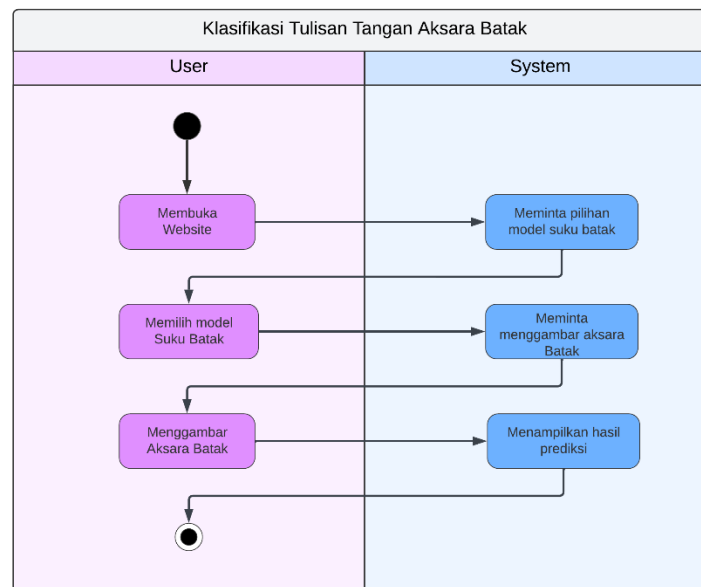 Klasifikasi Tulisan Tangan Aksara Batak
User
System
Membuka
Website
Meminta pilihan
model suku batak
Memilih model
Suku Batak
Meminta
menggambar aksara
Batak
Menggambar
Aksara Batak
Menampilkan hasil
prediksi